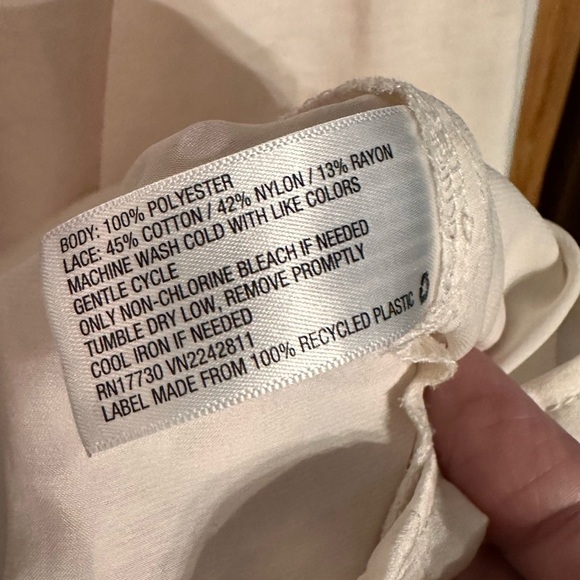 BODY: 100% POLYESTER
LACE: 45% COTTON / 42% NYLON / 13% RAYON
MACHINE WASH COLD WITH LIKE COLORS
GENTLE CYCLE
ONLY NON-CHLORINE BLEACH IF NEEDED
TUMBLE DRY LOW, REMOVE PROMPTLY
COOL IRON IF NEEDED
RN17730 VN2242811
LABEL MADE FROM 100% RECYCLED PLASTIC